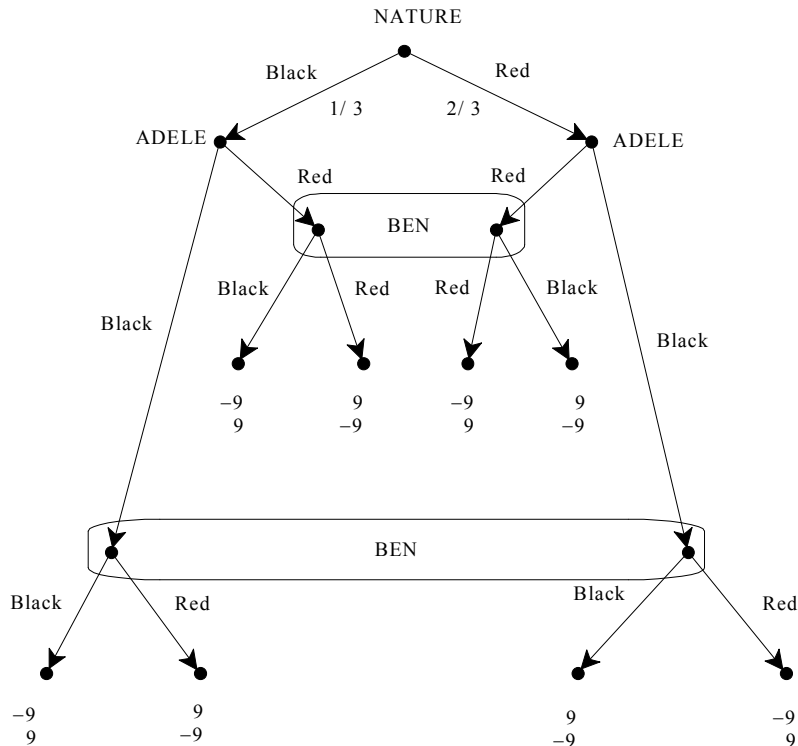 NATURE
Black Red
1/ 3 2/ 3
ADELE ADELE
Red Red
BEN
Black Red Red Black
Black Black
−9 9 −9 9
9 −9 9 −9
BEN
Black Red Black Red
−9 9 9 −9
9 −9 −9 9